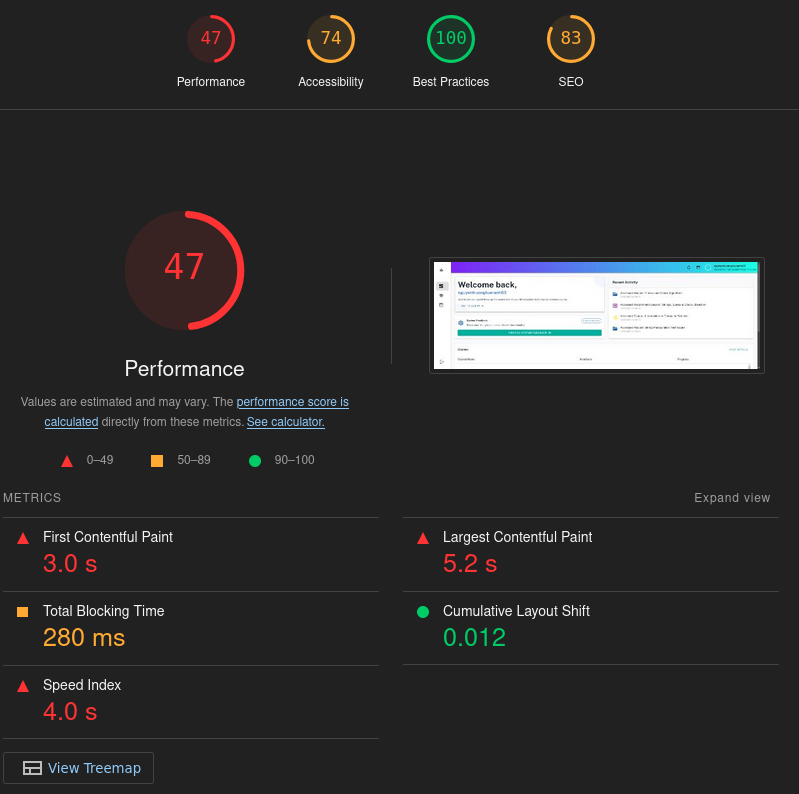 47
74
100
83
Performance
Accessibility
Best Practices
SEO
47
Performance
Values are estimated and may vary. The performance score is
calculated directly from these metrics. See calculator.
0–49
50–89
90–100
Welcome back,
Recent Activity
METRICS
Expand view
First Contentful Paint
3.0 s
Largest Contentful Paint
5.2 s
Total Blocking Time
280 ms
Cumulative Layout Shift
0.012
Speed Index
4.0 s
View Treemap